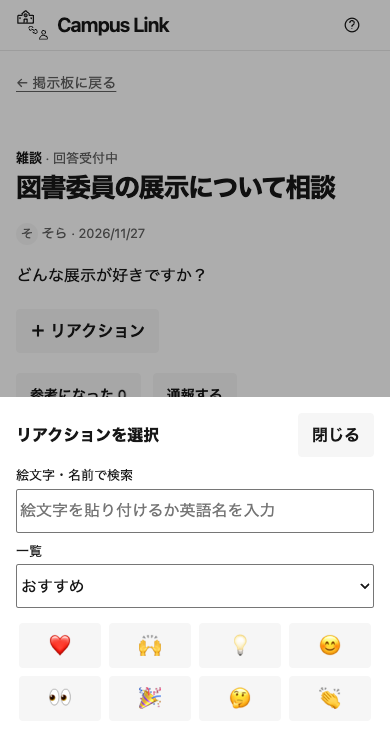 Campus Link
← 掲示板に戻る
雑談 · 回答受付中
図書委員の展示について相談
そ そら · 2026/11/27
どんな展示が好きですか？
＋ リアクション
参考になった 0 通報する
リアクションを選択 閉じる
絵文字・名前で検索
絵文字を貼り付けるか英語名を入力
一覧
おすすめ